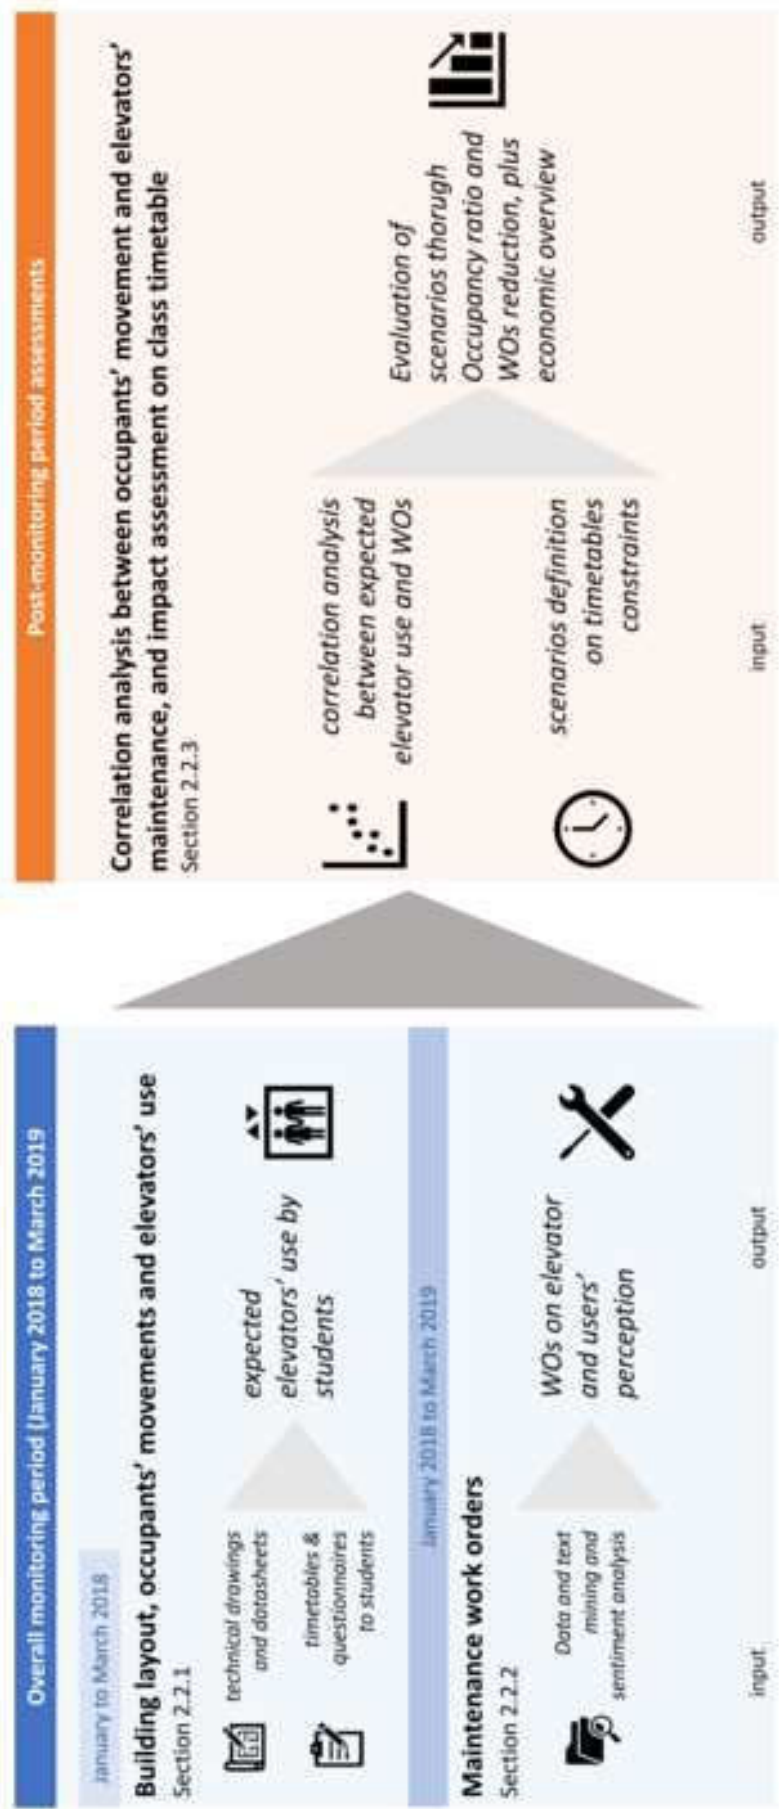 Overall monitoring period (January 2018 to March 2019
January to March 2018
Building layout, occupants' movements and elevators' use
Section 2.2.1
technical drawings
and datasheets
timetables &
questionnaires
to students
expected
elevators' use by
students
January 2018 to March 2019
Maintenance work orders
Section 2.2.2
Data and text
mining and
sentiment analysis
WOs on elevator
and users'
perception
input
output
Post-monitoring period assessments
Correlation analysis between occupants' movement and elevators'
maintenance, and impact assessment on class timetable
Section 2.2.3
correlation analysis
between expected
elevator use and WOs
scenarios definition
on timetables
constraints
Evaluation of
scenarios thorugh
Occupancy ratio and
WOs reduction, plus
economic overview
input
output